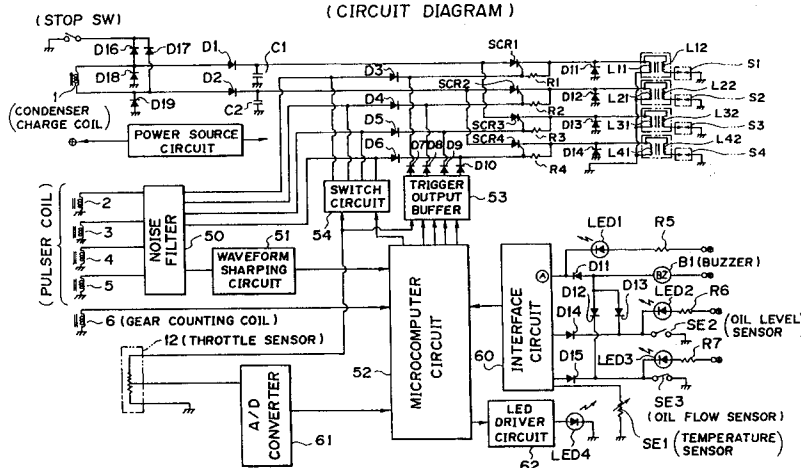 (CIRCUIT DIAGRAM)
(STOP SW)
D16
D17
D1
C1
SCR1
L12
D18
D3
D11
L11
S1
D2
SCR2
R1
L22
1
D19
C2
D4
D12
L21
S2
(CONDENSER
CHARGE COIL)
D5
R2
L32
SCR3
D13
L31
S3
POWER SOURCE
CIRCUIT
D6
SCR4
R3
L42
D7
D8
D9
D10
R4
D14
L41
S4
(PULSER COIL)
2
3
4
5
NOISE
FILTER
50
SWITCH
CIRCUIT
54
TRIGGER
OUTPUT
BUFFER
53
51
WAVEFORM
SHARPING
CIRCUIT
LED1
R5
A
D11
BZ
B1(BUZZER)
D12
D13
LED2
R6
6 (GEAR COUNTING COIL)
D14
SE2
(OIL LEVEL
SENSOR)
12 (THROTTLE SENSOR)
MICROCOMPUTER
CIRCUIT
52
INTERFACE
CIRCUIT
60
D15
LED3
R7
SE3
(OIL FLOW SENSOR)
A/D
CONVERTER
61
LED
DRIVER
CIRCUIT
62
LED4
SE1 (TEMPERATURE
SENSOR)